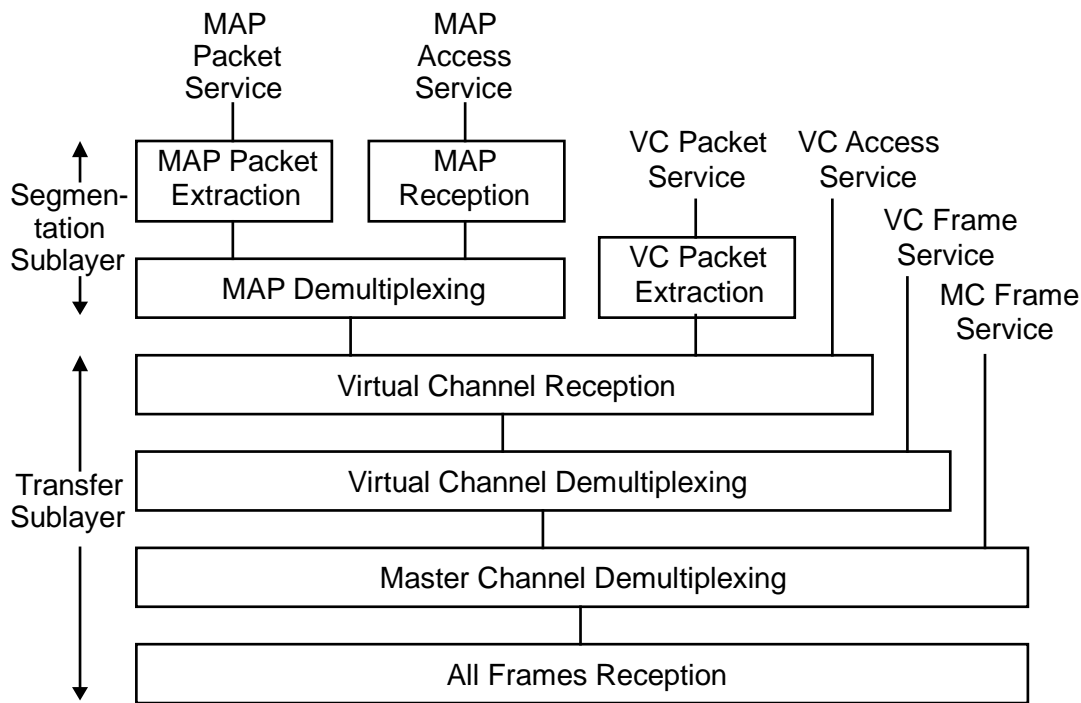 MAP
Packet
Service
MAP
Access
Service
VC Packet
Service
VC Access
Service
VC Frame
Service
MC Frame
Service
Segmen-
tation
Sublayer
MAP Packet
Extraction
MAP
Reception
VC Packet
Extraction
MAP Demultiplexing
Transfer
Sublayer
Virtual Channel Reception
Virtual Channel Demultiplexing
Master Channel Demultiplexing
All Frames Reception